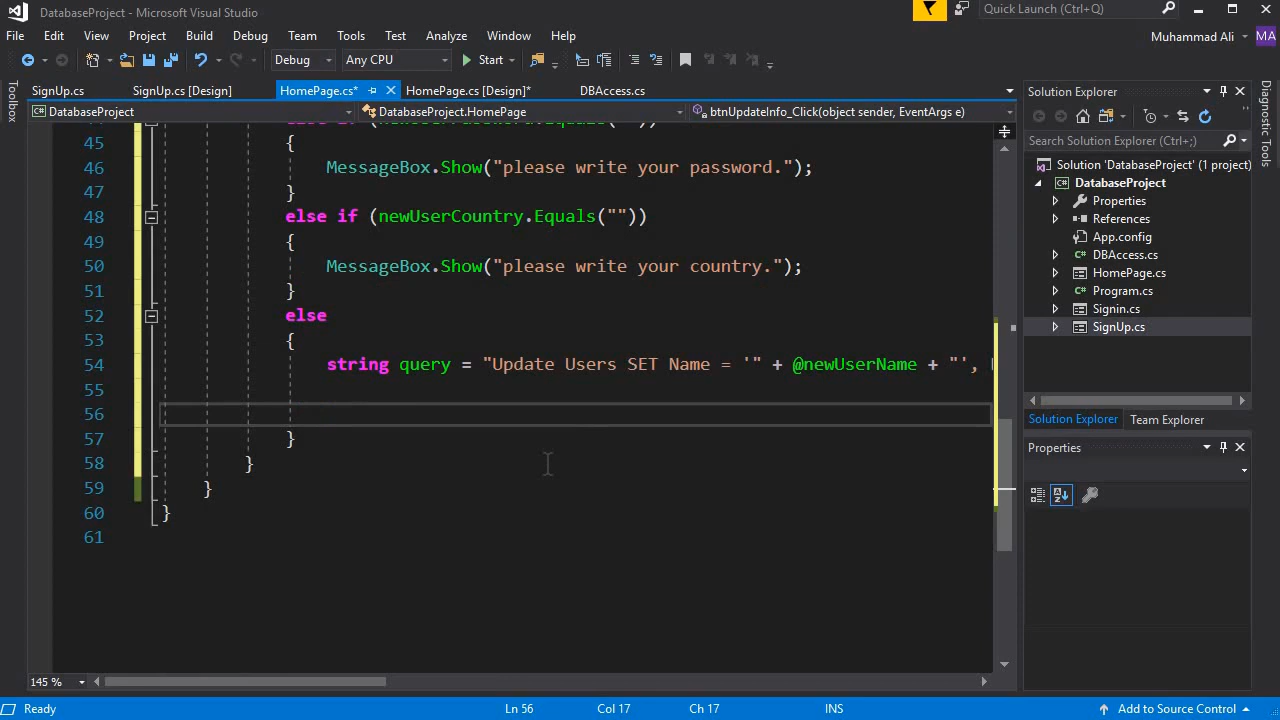 DatabaseProject - Microsoft Visual Studio
Quick Launch (Ctrl+Q)
File Edit View Project Build Debug Team Tools Test Analyze Window Help
Muhammad Ali MA
Debug Any CPU Start
Toolbox
SignUp.cs SignUp.cs [Design] HomePage.cs* HomePage.cs [Design]* DBAccess.cs
DatabaseProject DatabaseProject.HomePage btnUpdateInfo_Click(object sender, EventArgs e)
45 {
46 MessageBox.Show("please write your password.");
47 }
48 else if (newUserCountry.Equals(""))
49 {
50 MessageBox.Show("please write your country.");
51 }
52 else
53 {
54 string query = "Update Users SET Name = '" + @newUserName + "',
55
56
57 }
58 }
59 }
60 }
61
145 %
Solution Explorer
Search Solution Explorer (Ctrl+;)
Solution 'DatabaseProject' (1 project)
DatabaseProject
Properties
References
App.config
DBAccess.cs
HomePage.cs
Program.cs
Signin.cs
SignUp.cs
Solution Explorer Team Explorer
Properties
Diagnostic Tools
Ready Ln 56 Col 17 Ch 17 INS Add to Source Control